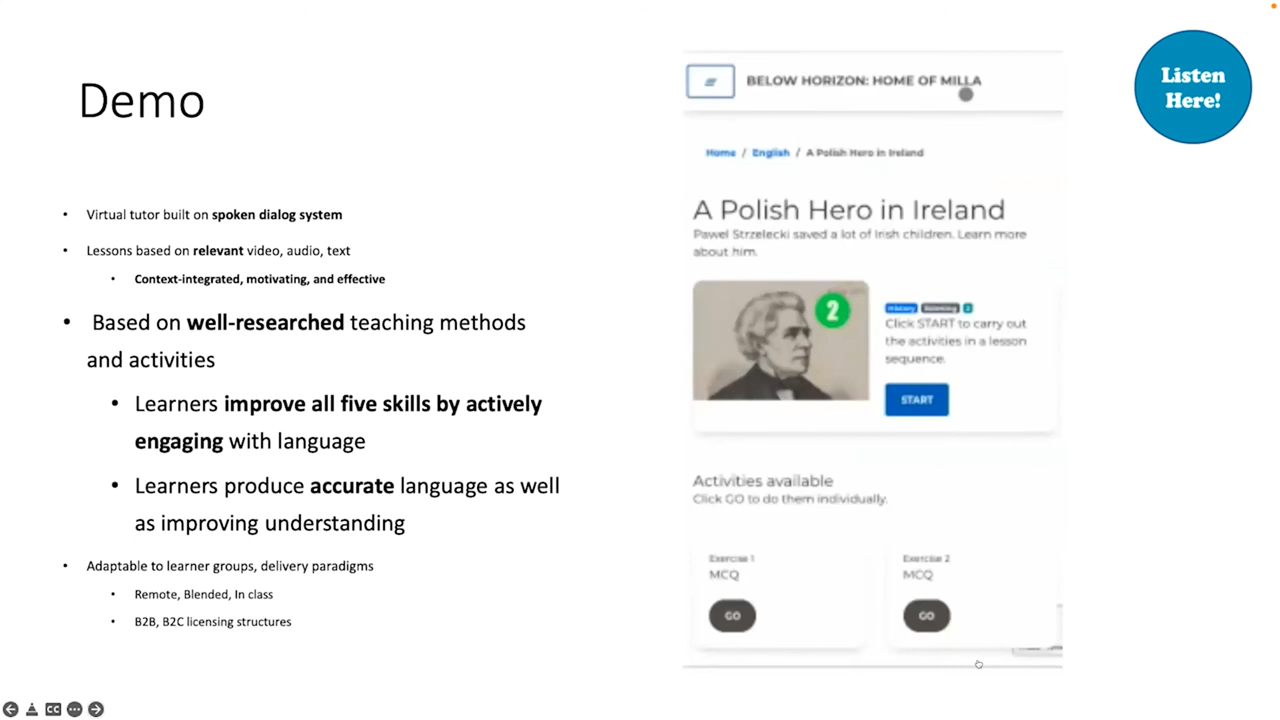 Demo
• Virtual tutor built on spoken dialog system
• Lessons based on relevant video, audio, text
• Context-integrated, motivating, and effective
• Based on well-researched teaching methods
and activities
• Learners improve all five skills by actively
engaging with language
• Learners produce accurate language as well
as improving understanding
• Adaptable to learner groups, delivery paradigms
• Remote, Blended, In class
• B2B, B2C licensing structures
BELOW HORIZON: HOME OF MILLA
Home / English / A Polish Hero in Ireland
A Polish Hero in Ireland
Pawel Strzelecki saved a lot of Irish children. Learn more
about him.
2
History 2
Click START to carry out
the activities in a lesson
sequence.
START
Activities available
Click GO to do them individually.
Exercise 1
MCQ
GO
Exercise 2
MCQ
GO
Listen
Here!
CC